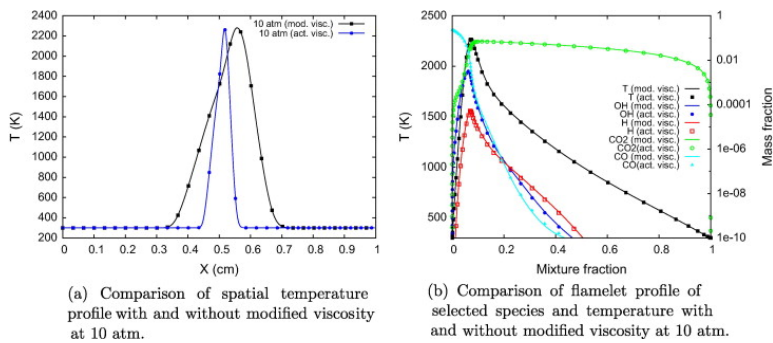 10 atm (mod. visc.)
10 atm (act. visc.)
2400
2200
2000
1800
1600
1400
1200
1000
800
600
400
200
T (K)
0 0.1 0.2 0.3 0.4 0.5 0.6 0.7 0.8 0.9 1
X (cm)
(a) Comparison of spatial temperature
profile with and without modified viscosity
at 10 atm.
2500
2000
1500
1000
500
T (K)
T (mod. visc.)
T (act. visc.)
OH (mod. visc.)
OH (act. visc.)
H (mod. visc.)
H (act. visc.)
CO2 (mod. visc.)
CO2(act. visc.)
CO (mod. visc.)
CO(act. visc.)
1
0.01
0.0001
1e-06
1e-08
1e-10
Mass fraction
0.0 0.2 0.4 0.6 0.8 1
Mixture fraction
(b) Comparison of flamelet profile of
selected species and temperature with
and without modified viscosity at 10 atm.